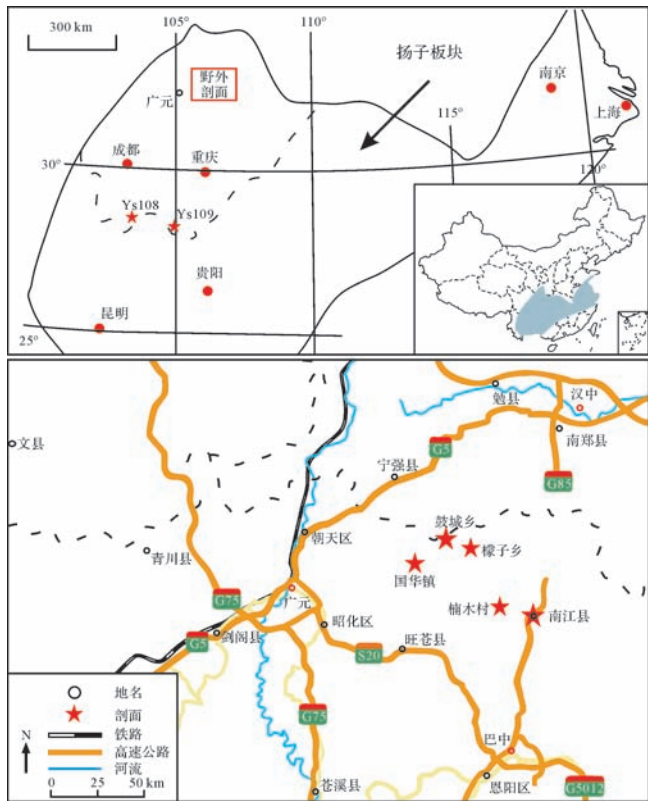 300 km
105°
110°
扬子板块
野外
剖面
广元
南京
上海
115°
成都
重庆
30°
120°
Ys108
Ys109
贵阳
昆明
25°
勉县
汉中
文县
G5
南郑县
宁强县
G85
鼓城乡
朝天区
檬子乡
青川县
国华镇
广元
G75
楠木村
南江县
昭化区
G5
剑阁县
旺苍县
S20
地名
剖面
G75
铁路
巴中
N
高速公路
河流
0 25 50 km
苍溪县
恩阳区
G5012